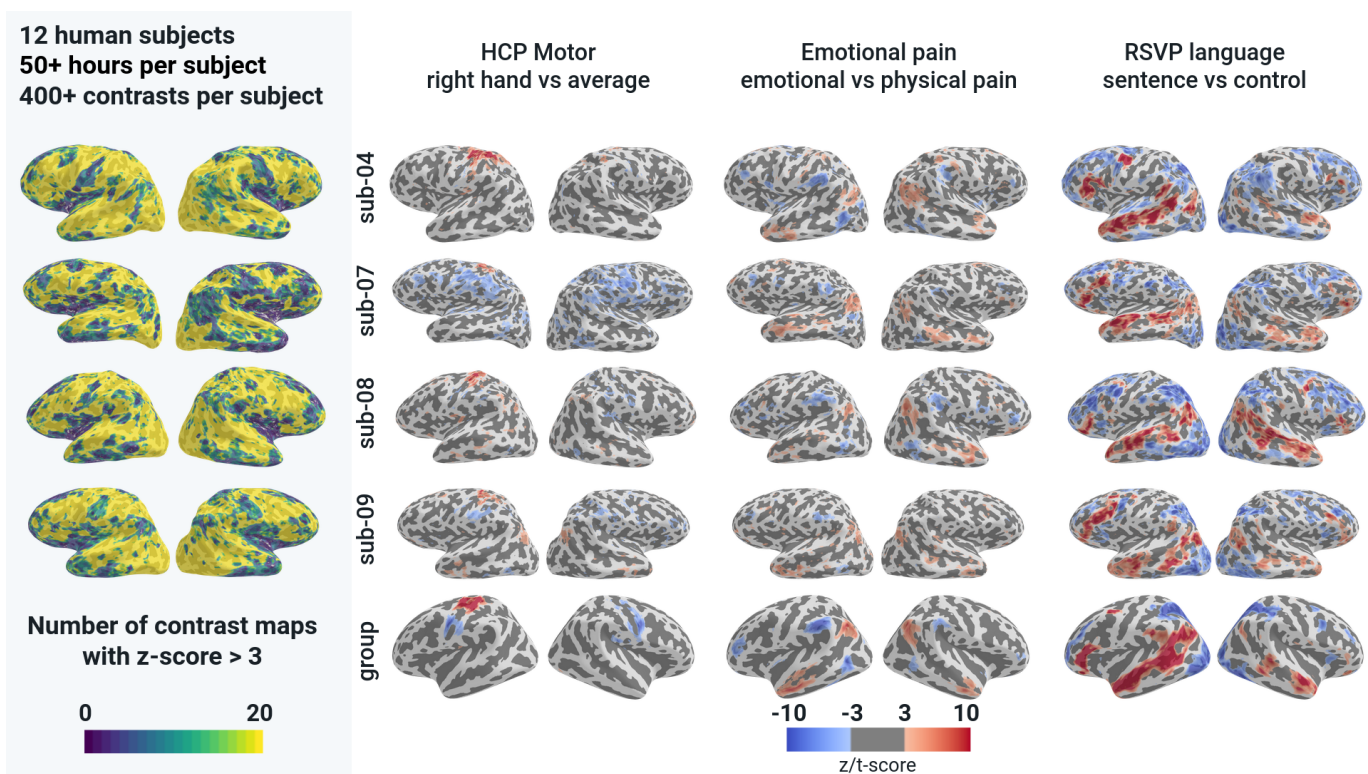 12 human subjects
50+ hours per subject
400+ contrasts per subject
HCP Motor
right hand vs average
Emotional pain
emotional vs physical pain
RSVP language
sentence vs control
sub-04
sub-07
sub-08
sub-09
group
Number of contrast maps
with z-score > 3
0 20
-10 -3 3 10
z/t-score